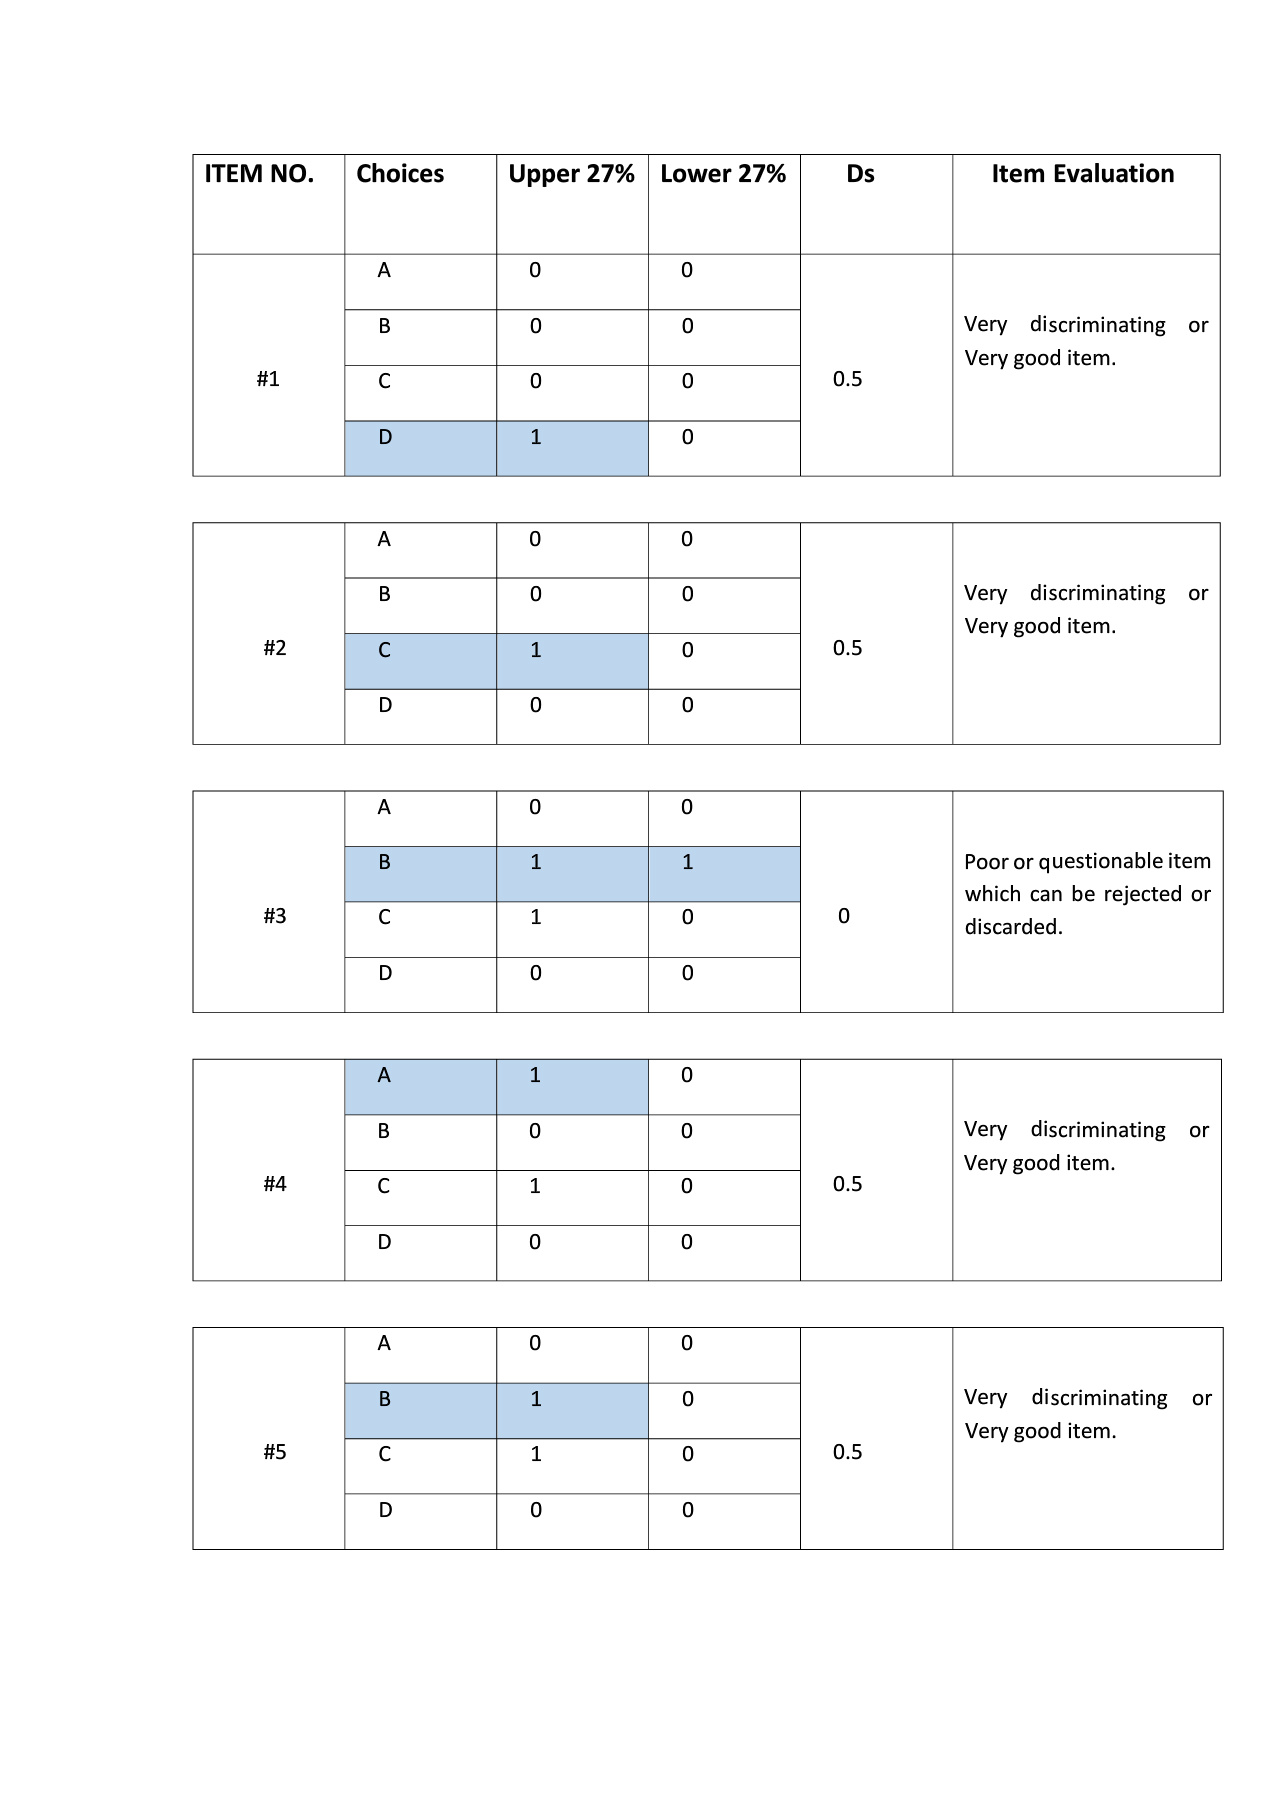 ITEM NO. Choices Upper 27% Lower 27% Ds Item Evaluation
A 0 0
B 0 0
Very discriminating or
Very good item.
#1 C 0 0 0.5
D 1 0
A 0 0
B 0 0
Very discriminating or
Very good item.
#2 C 1 0 0.5
D 0 0
A 0 0
B 1 1
Poor or questionable item
which can be rejected or
#3 C 1 0 0
discarded.
D 0 0
A 1 0
B 0 0
Very discriminating or
Very good item.
#4 C 1 0 0.5
D 0 0
A 0 0
B 1 0
Very discriminating or
Very good item.
#5 C 1 0 0.5
D 0 0